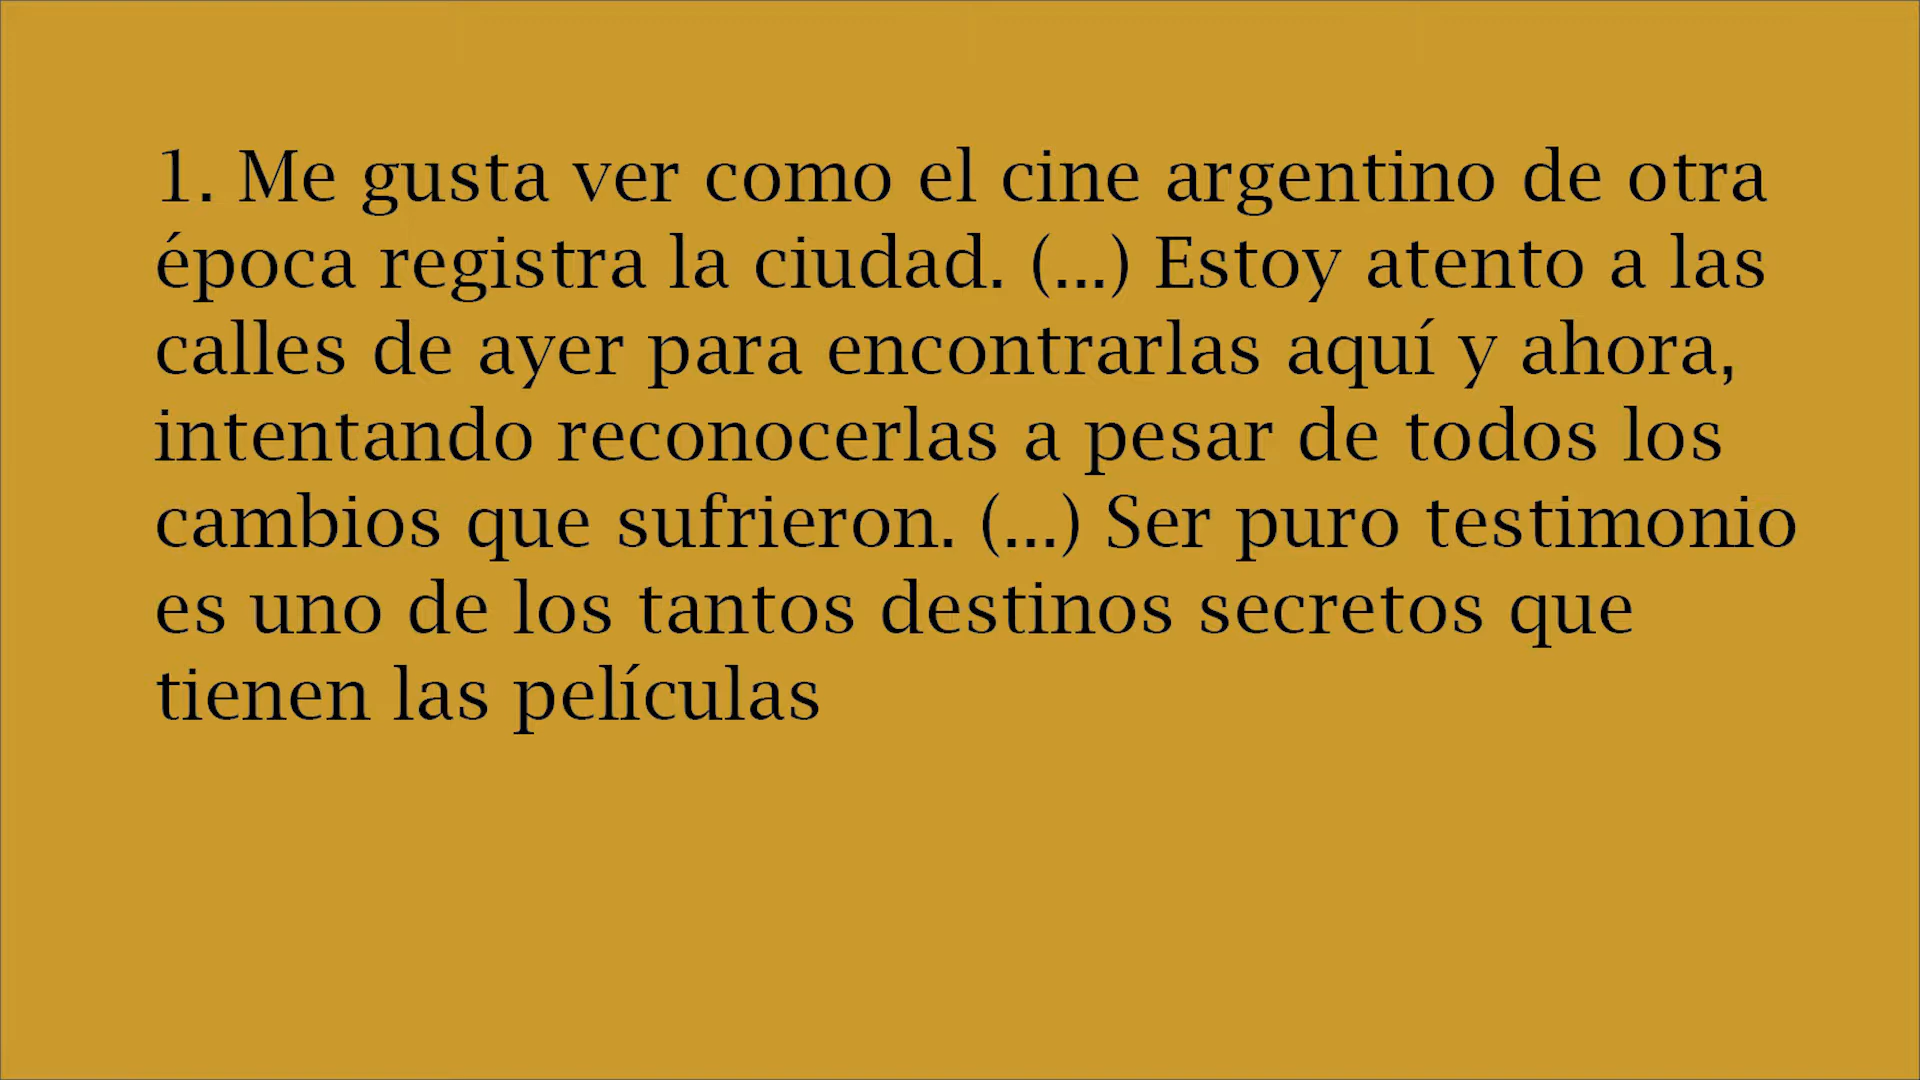 1. Me gusta ver como el cine argentino de otra
época registra la ciudad. (...) Estoy atento a las
calles de ayer para encontrarlas aquí y ahora,
intentando reconocerlas a pesar de todos los
cambios que sufrieron. (...) Ser puro testimonio
es uno de los tantos destinos secretos que
tienen las películas